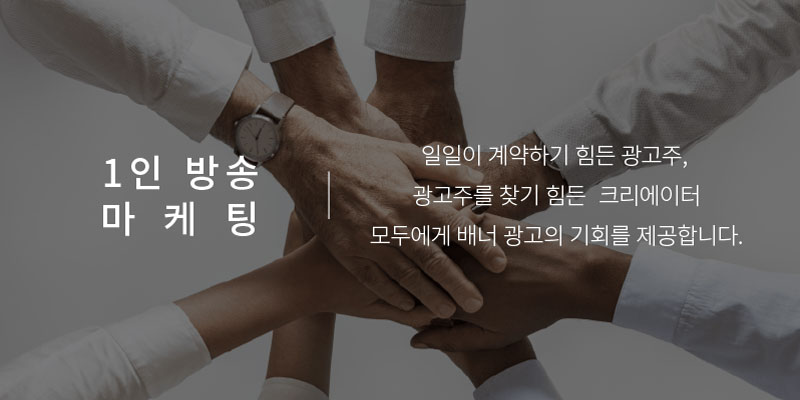 1인 방송
마 케 팅
일일이 계약하기 힘든 광고주,
광고주를 찾기 힘든 크리에이터
모두에게 배너 광고의 기회를 제공합니다.